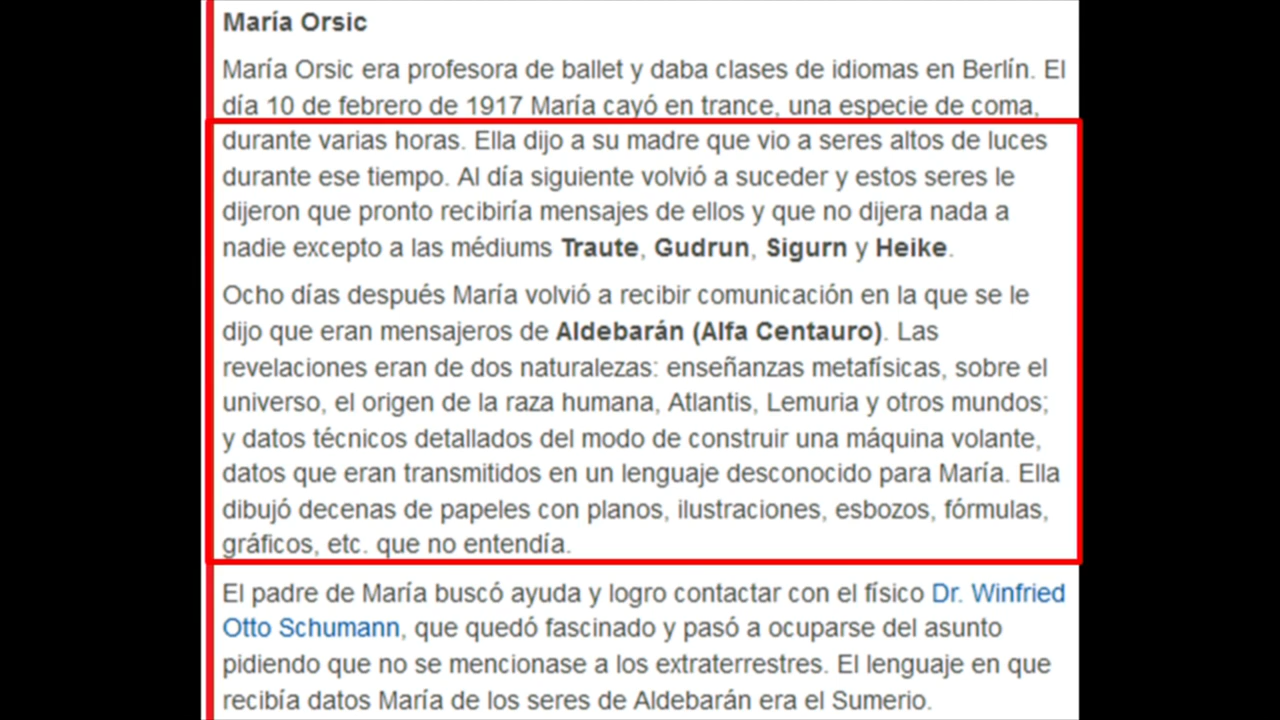 María Orsic
María Orsic era profesora de ballet y daba clases de idiomas en Berlín. El
día 10 de febrero de 1917 María cayó en trance, una especie de coma,
durante varias horas. Ella dijo a su madre que vio a seres altos de luces
durante ese tiempo. Al día siguiente volvió a suceder y estos seres le
dijeron que pronto recibiría mensajes de ellos y que no dijera nada a
nadie excepto a las médiums Traute, Gudrun, Sigurn y Heike.
Ocho días después María volvió a recibir comunicación en la que se le
dijo que eran mensajeros de Aldebarán (Alfa Centauro). Las
revelaciones eran de dos naturalezas: enseñanzas metafísicas, sobre el
universo, el origen de la raza humana, Atlantis, Lemuria y otros mundos;
y datos técnicos detallados del modo de construir una máquina volante,
datos que eran transmitidos en un lenguaje desconocido para María. Ella
dibujó decenas de papeles con planos, ilustraciones, esbozos, fórmulas,
gráficos, etc. que no entendía.
El padre de María buscó ayuda y logro contactar con el físico Dr. Winfried
Otto Schumann, que quedó fascinado y pasó a ocuparse del asunto
pidiendo que no se mencionase a los extraterrestres. El lenguaje en que
recibía datos María de los seres de Aldebarán era el Sumerio.